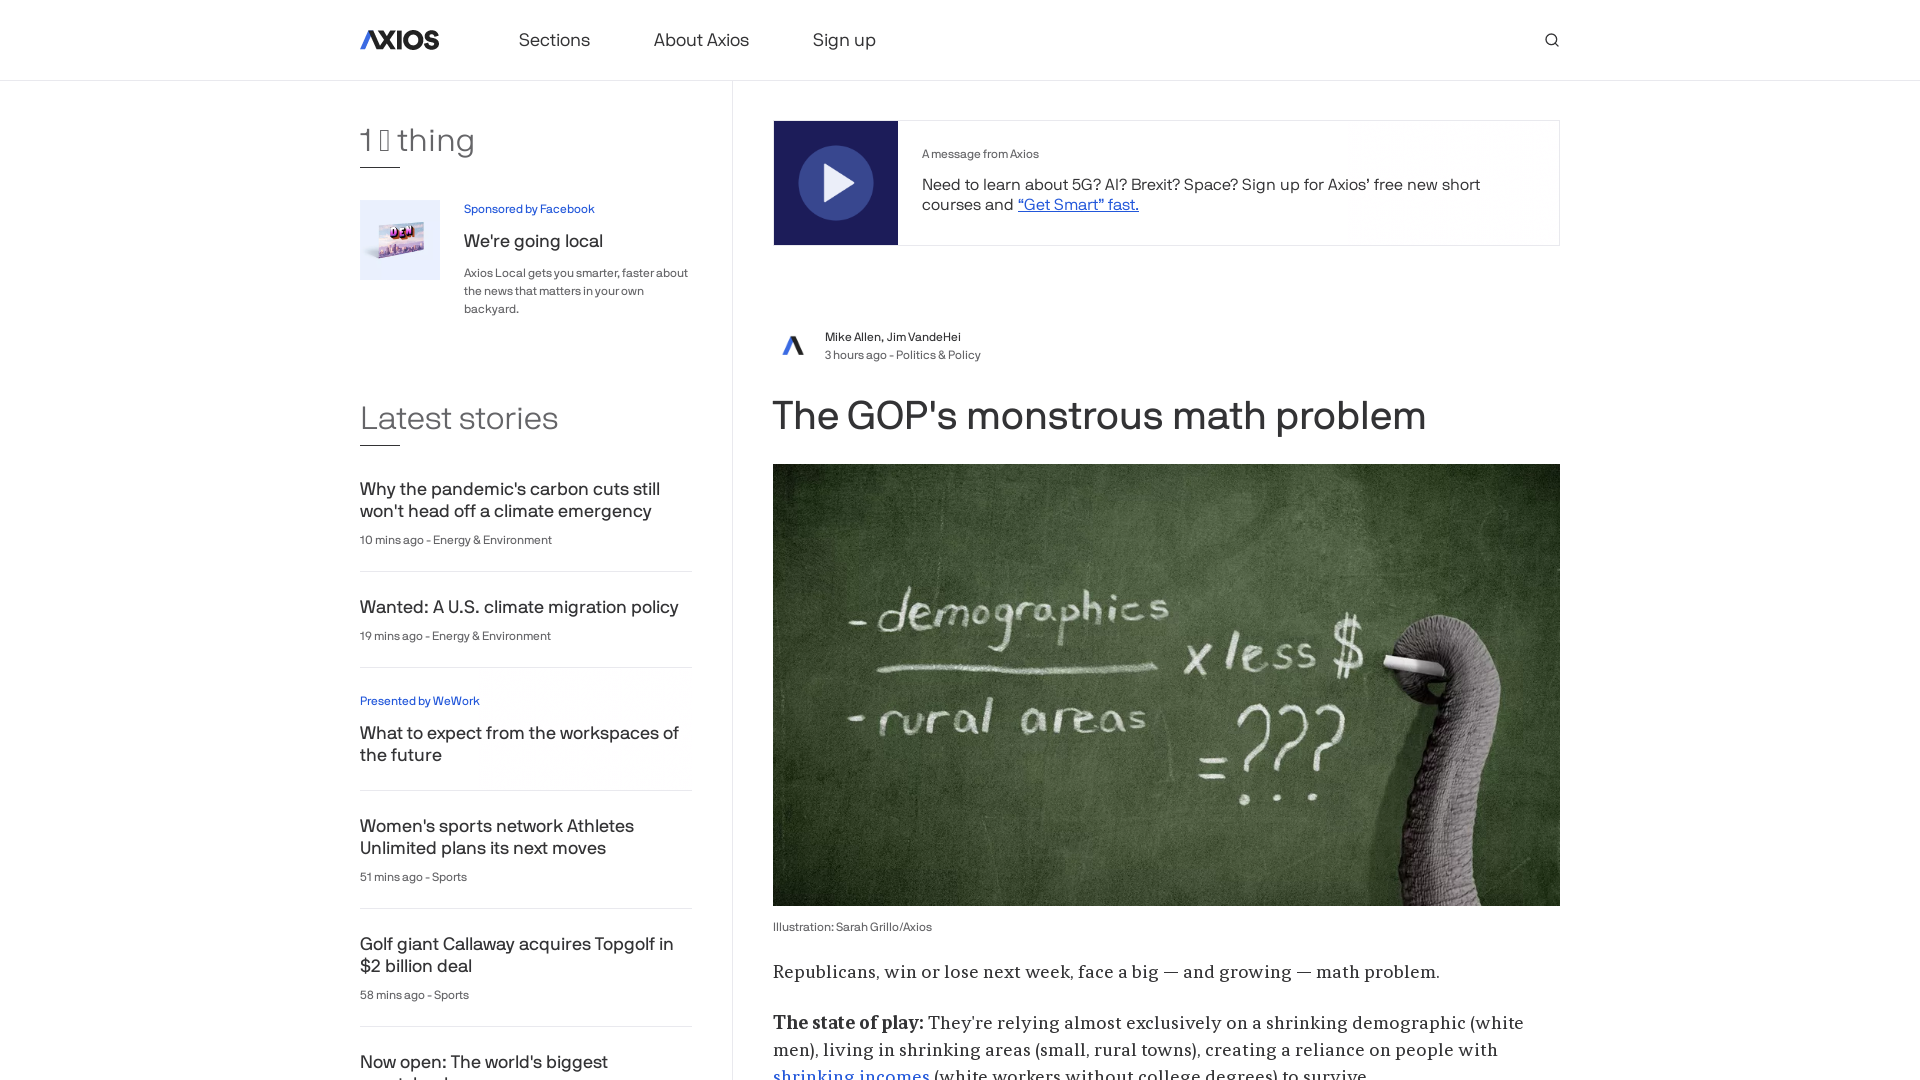 AXIOS
Sections
About Axios
Sign up
1 thing
Sponsored by Facebook
We're going local
Axios Local gets you smarter, faster about
the news that matters in your own
backyard.
Latest stories
Why the pandemic's carbon cuts still
won't head off a climate emergency
10 mins ago - Energy & Environment
Wanted: A U.S. climate migration policy
19 mins ago - Energy & Environment
Presented by WeWork
What to expect from the workspaces of
the future
Women's sports network Athletes
Unlimited plans its next moves
51 mins ago - Sports
Golf giant Callaway acquires Topgolf in
$2 billion deal
58 mins ago - Sports
Now open: The world's biggest
A message from Axios
Need to learn about 5G? AI? Brexit? Space? Sign up for Axios’ free new short
courses and “Get Smart” fast.
Mike Allen, Jim VandeHei
3 hours ago - Politics & Policy
The GOP's monstrous math problem
- demographics
- rural areas
x less $
= ???
Illustration: Sarah Grillo/Axios
Republicans, win or lose next week, face a big — and growing — math problem.
The state of play: They're relying almost exclusively on a shrinking demographic (white
men), living in shrinking areas (small, rural towns), creating a reliance on people with
shrinking incomes (white workers without college degrees) to survive.